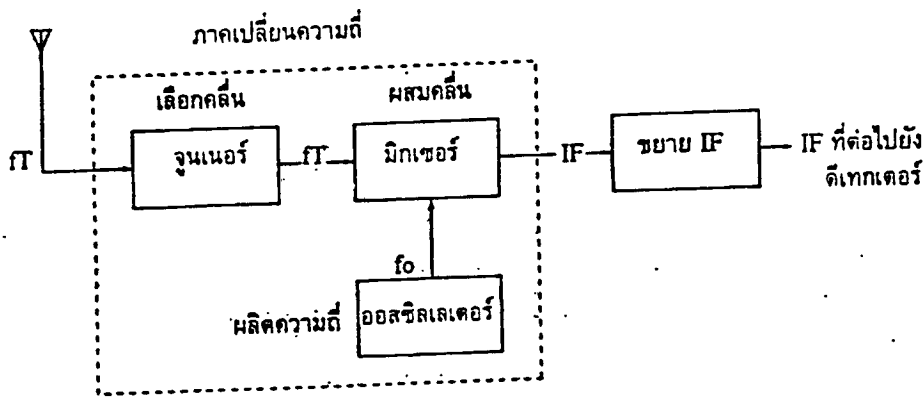 ภาคเปลี่ยนความถี่
เลือกคลื่น
ผสมคลื่น
fT
จูนเนอร์
fT
มิกเซอร์
IF
ขยาย IF
IF ที่ต่อไปยัง
ดีเทกเตอร์
fo
ผลิตความถี่
ออสซิลเลเตอร์